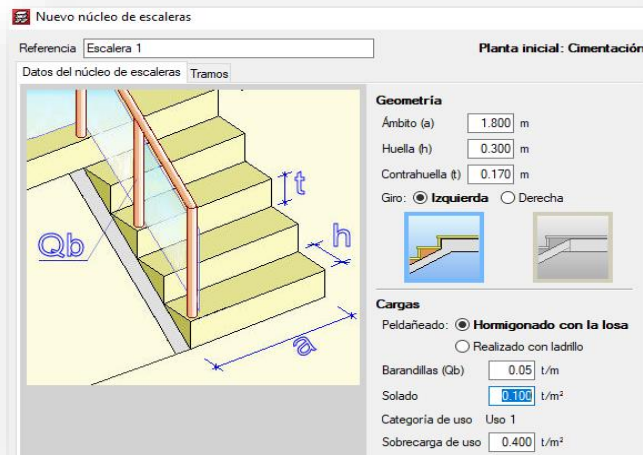 Nuevo núcleo de escaleras
Referencia Escalera 1 Planta inicial: Cimentación
Datos del núcleo de escaleras Tramos
Geometría
Ámbito (a) 1.800 m
Huella (h) 0.300 m
Contrahuella (t) 0.170 m
Giro: Izquierda Derecha
t
h
Qb
a
Cargas
Peldañeado: Hormigonado con la losa
Realizado con ladrillo
Barandillas (Qb) 0.05 t/m
Solado 0.100 t/m²
Categoría de uso Uso 1
Sobrecarga de uso 0.400 t/m²